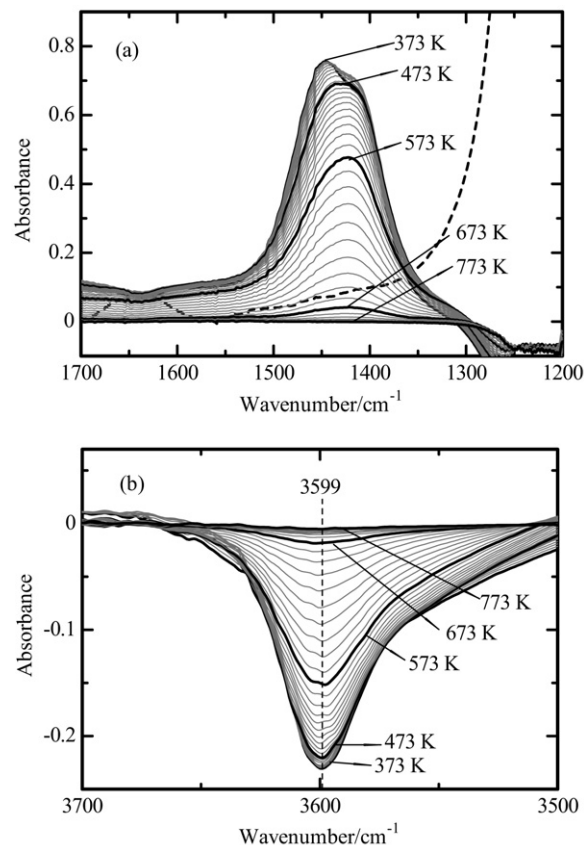 (a)
373 K
473 K
573 K
673 K
773 K
Absorbance
0.8
0.6
0.4
0.2
0
1700 1600 1500 1400 1300 1200
Wavenumber/cm⁻¹
(b)
3599
773 K
673 K
573 K
473 K
373 K
Absorbance
0
-0.1
-0.2
3700 3600 3500
Wavenumber/cm⁻¹